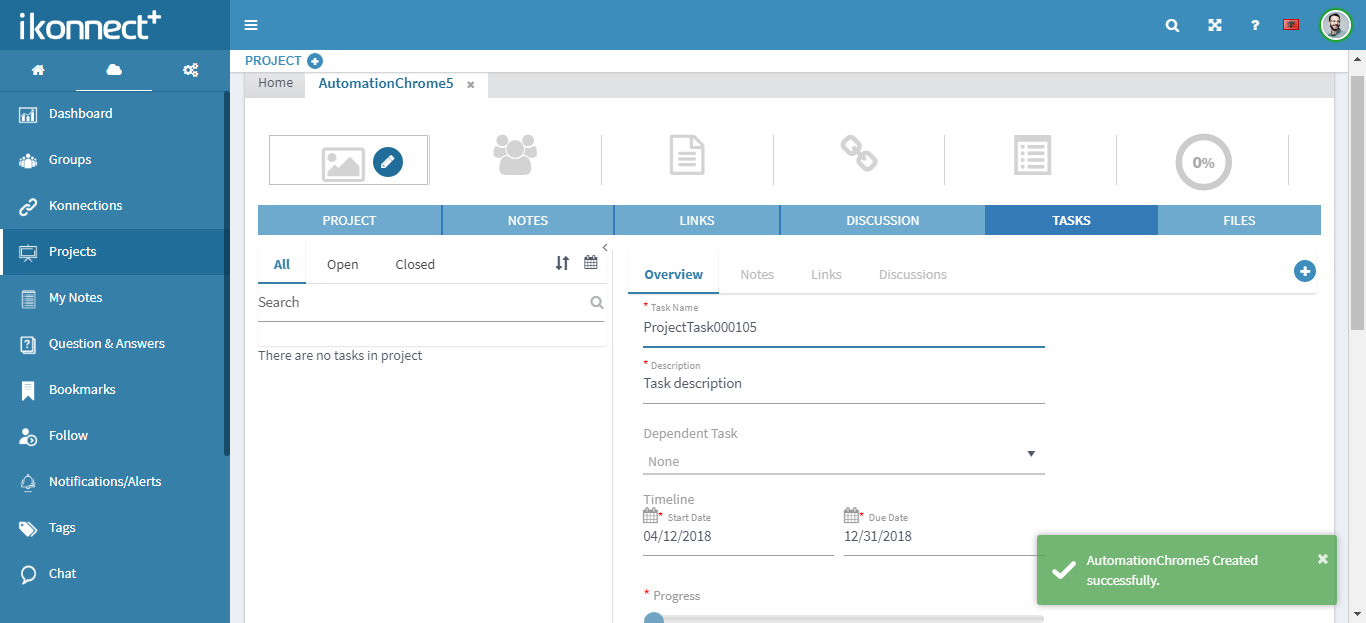 ikonnect+
PROJECT
Home
AutomationChrome5
Dashboard
Groups
Konnections
Projects
My Notes
Question & Answers
Bookmarks
Follow
Notifications/Alerts
Tags
Chat
0%
PROJECT NOTES LINKS DISCUSSION TASKS FILES
All Open Closed
Search
There are no tasks in project
Overview Notes Links Discussions
* Task Name
ProjectTask000105
* Description
Task description
Dependent Task
None
Timeline
* Start Date * Due Date
04/12/2018 12/31/2018
* Progress
AutomationChrome5 Created
successfully.